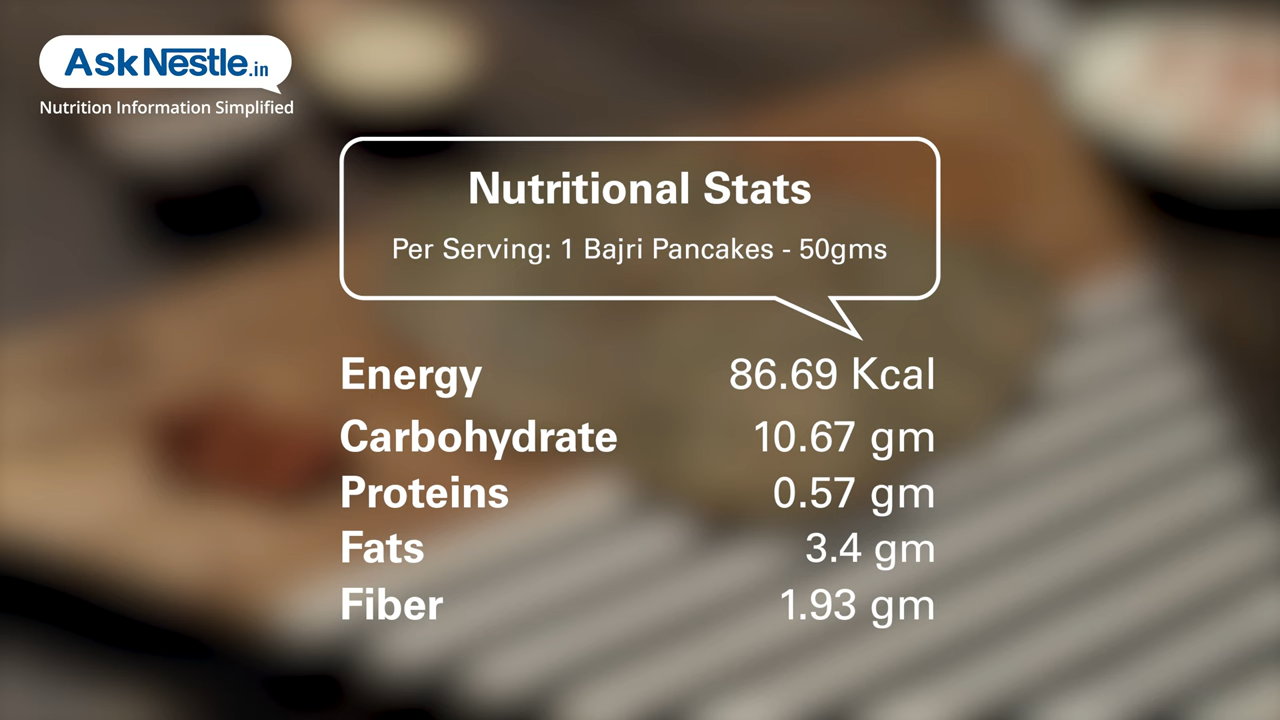 AskNestle.in
Nutrition Information Simplified
Nutritional Stats
Per Serving: 1 Bajri Pancakes - 50gms
Energy 86.69 Kcal
Carbohydrate 10.67 gm
Proteins 0.57 gm
Fats 3.4 gm
Fiber 1.93 gm